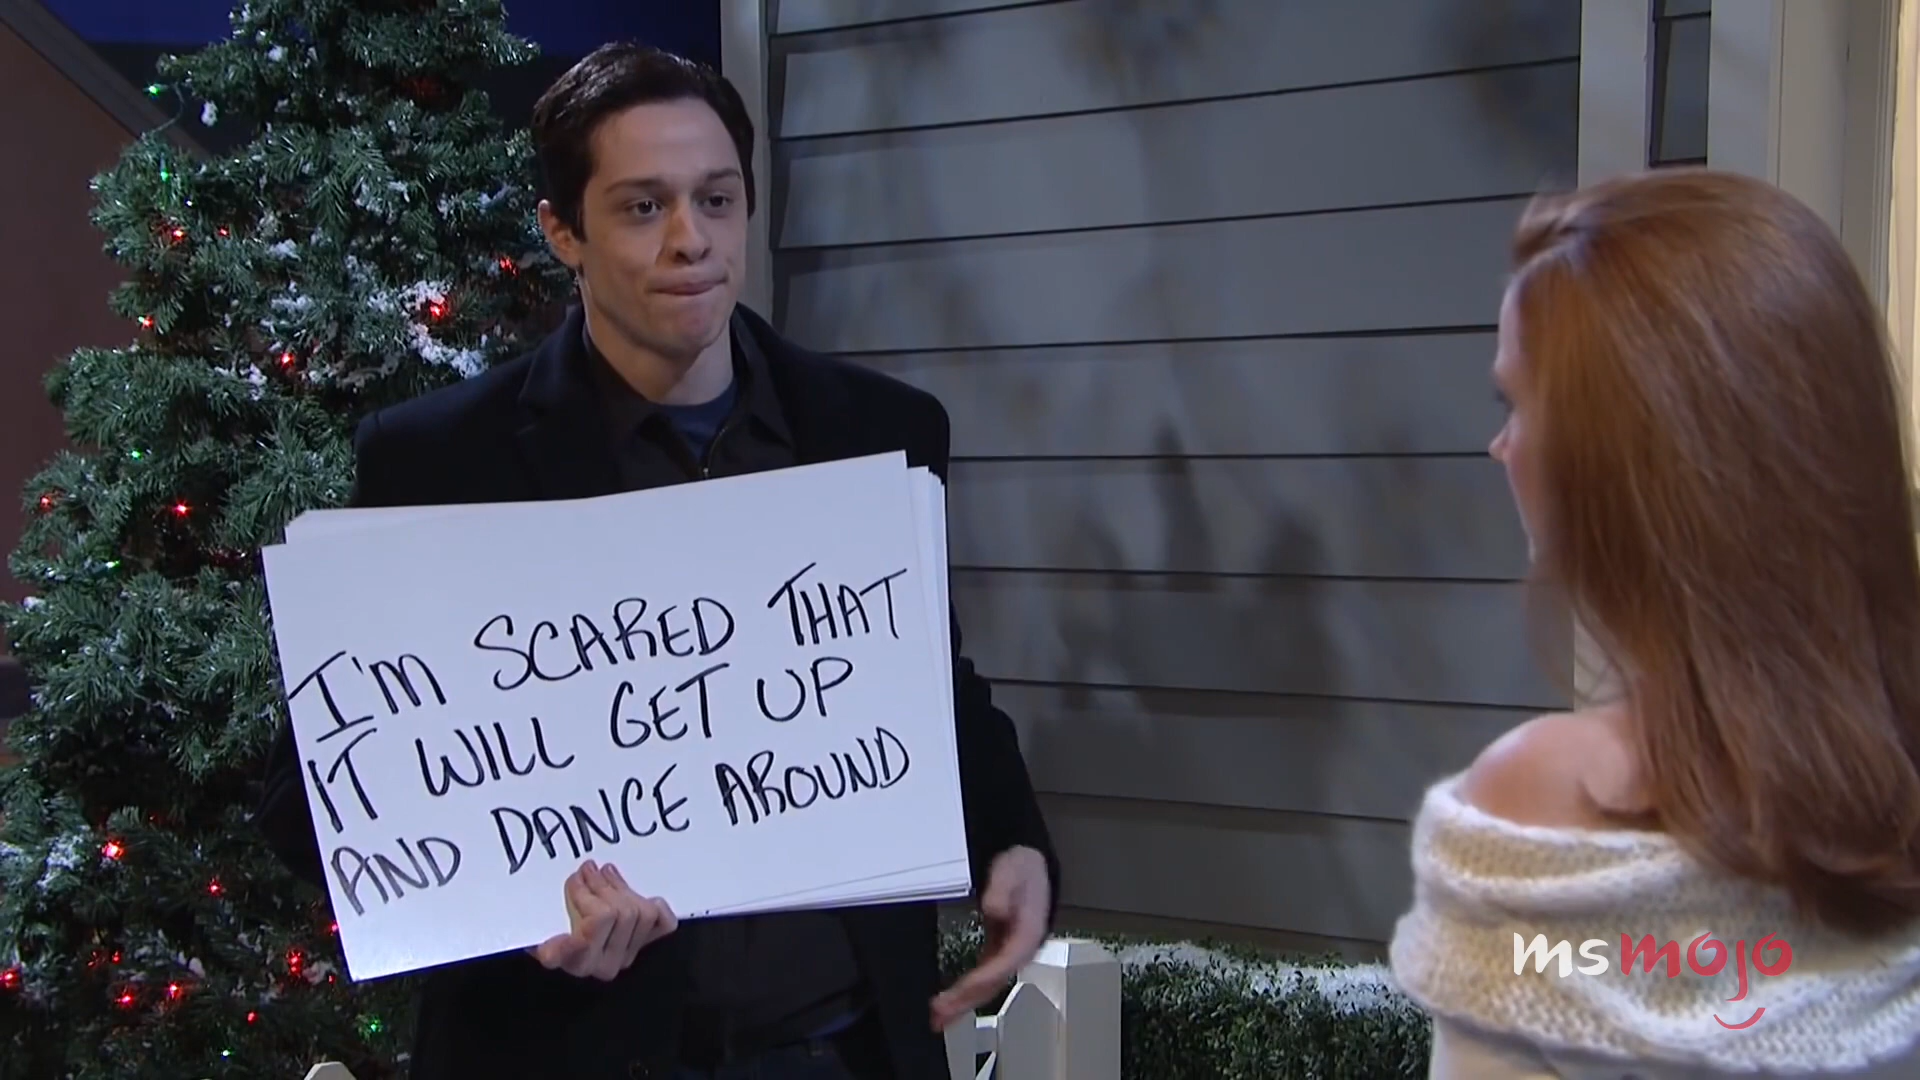 I'M SCARED THAT
IT WILL GET UP
AND DANCE AROUND
msmojo